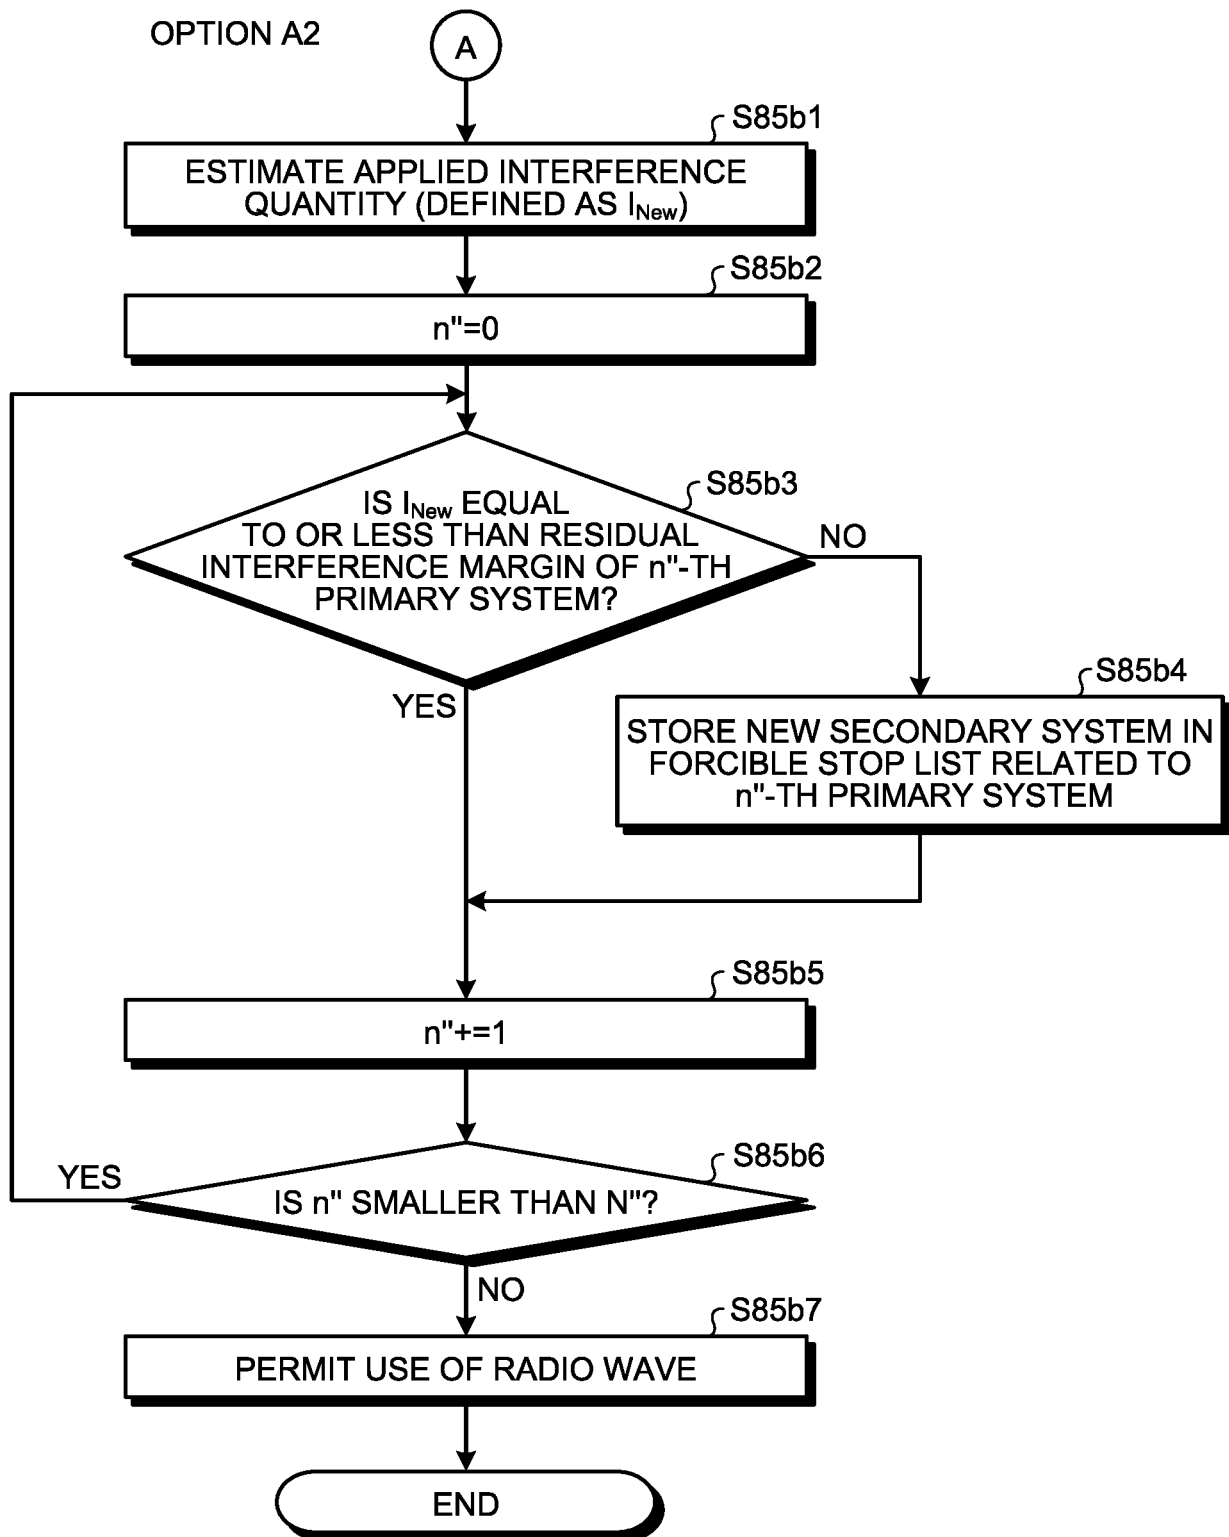 OPTION A2
A
S85b1
ESTIMATE APPLIED INTERFERENCE
QUANTITY (DEFINED AS I_New)
S85b2
n''=0
S85b3
IS I_New EQUAL
TO OR LESS THAN RESIDUAL
INTERFERENCE MARGIN OF n''-TH
PRIMARY SYSTEM?
NO
YES
S85b4
STORE NEW SECONDARY SYSTEM IN
FORCIBLE STOP LIST RELATED TO
n''-TH PRIMARY SYSTEM
S85b5
n''+=1
S85b6
YES
IS n'' SMALLER THAN N''?
NO
S85b7
PERMIT USE OF RADIO WAVE
END